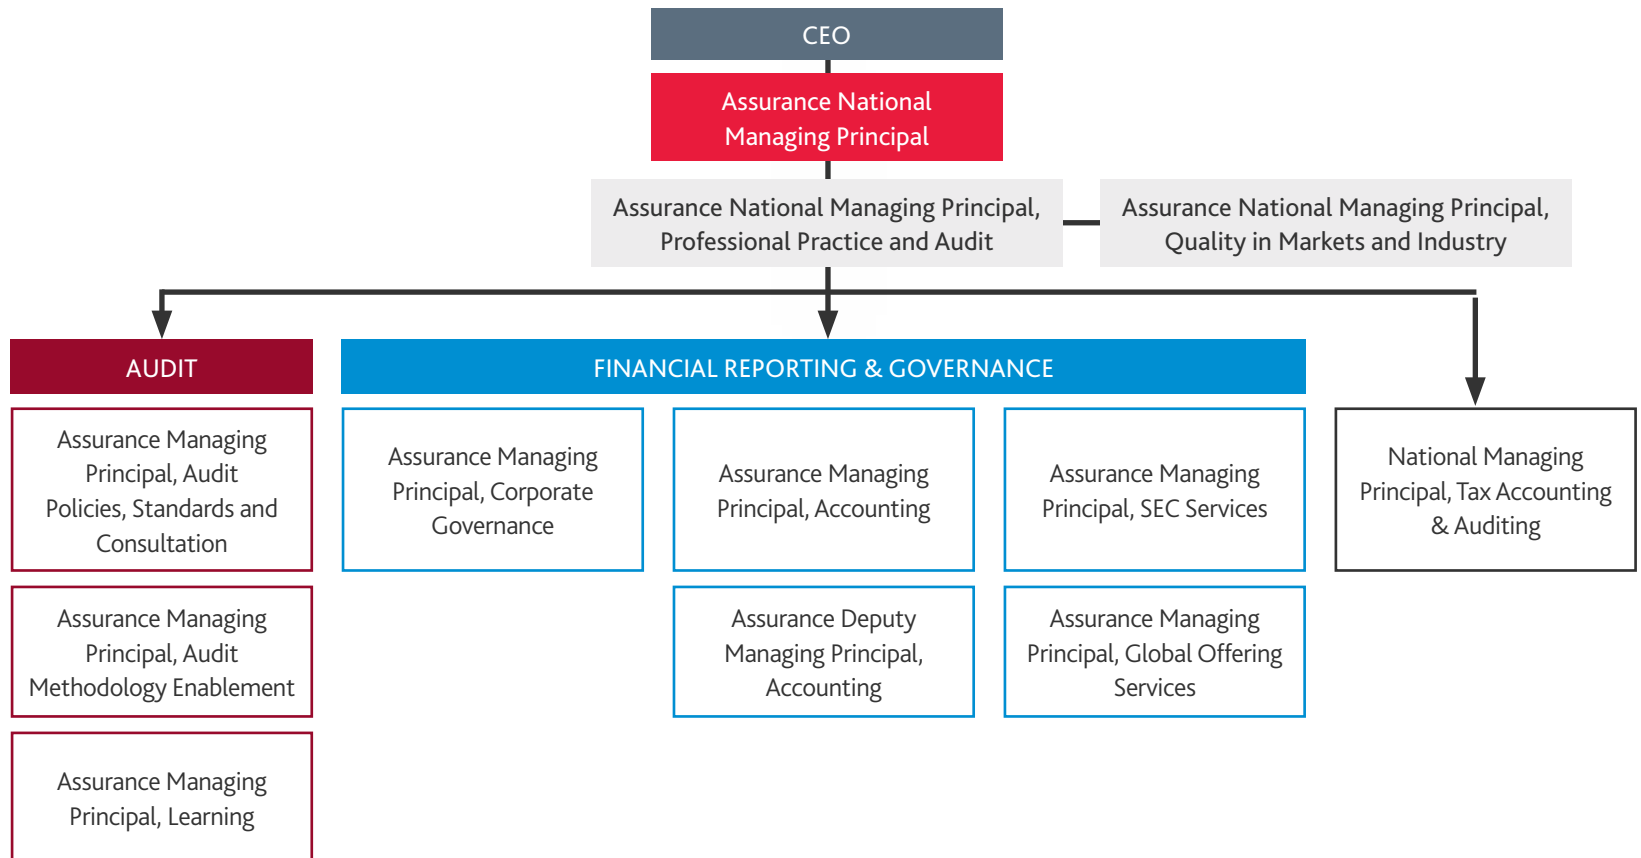 CEO
Assurance National
Managing Principal
Assurance National Managing Principal,
Professional Practice and Audit
Assurance National Managing Principal,
Quality in Markets and Industry
AUDIT
Assurance Managing
Principal, Audit
Policies, Standards and
Consultation
Assurance Managing
Principal, Audit
Methodology Enablement
Assurance Managing
Principal, Learning
FINANCIAL REPORTING & GOVERNANCE
Assurance Managing
Principal, Corporate
Governance
Assurance Managing
Principal, Accounting
Assurance Deputy
Managing Principal,
Accounting
Assurance Managing
Principal, SEC Services
Assurance Managing
Principal, Global Offering
Services
National Managing
Principal, Tax Accounting
& Auditing